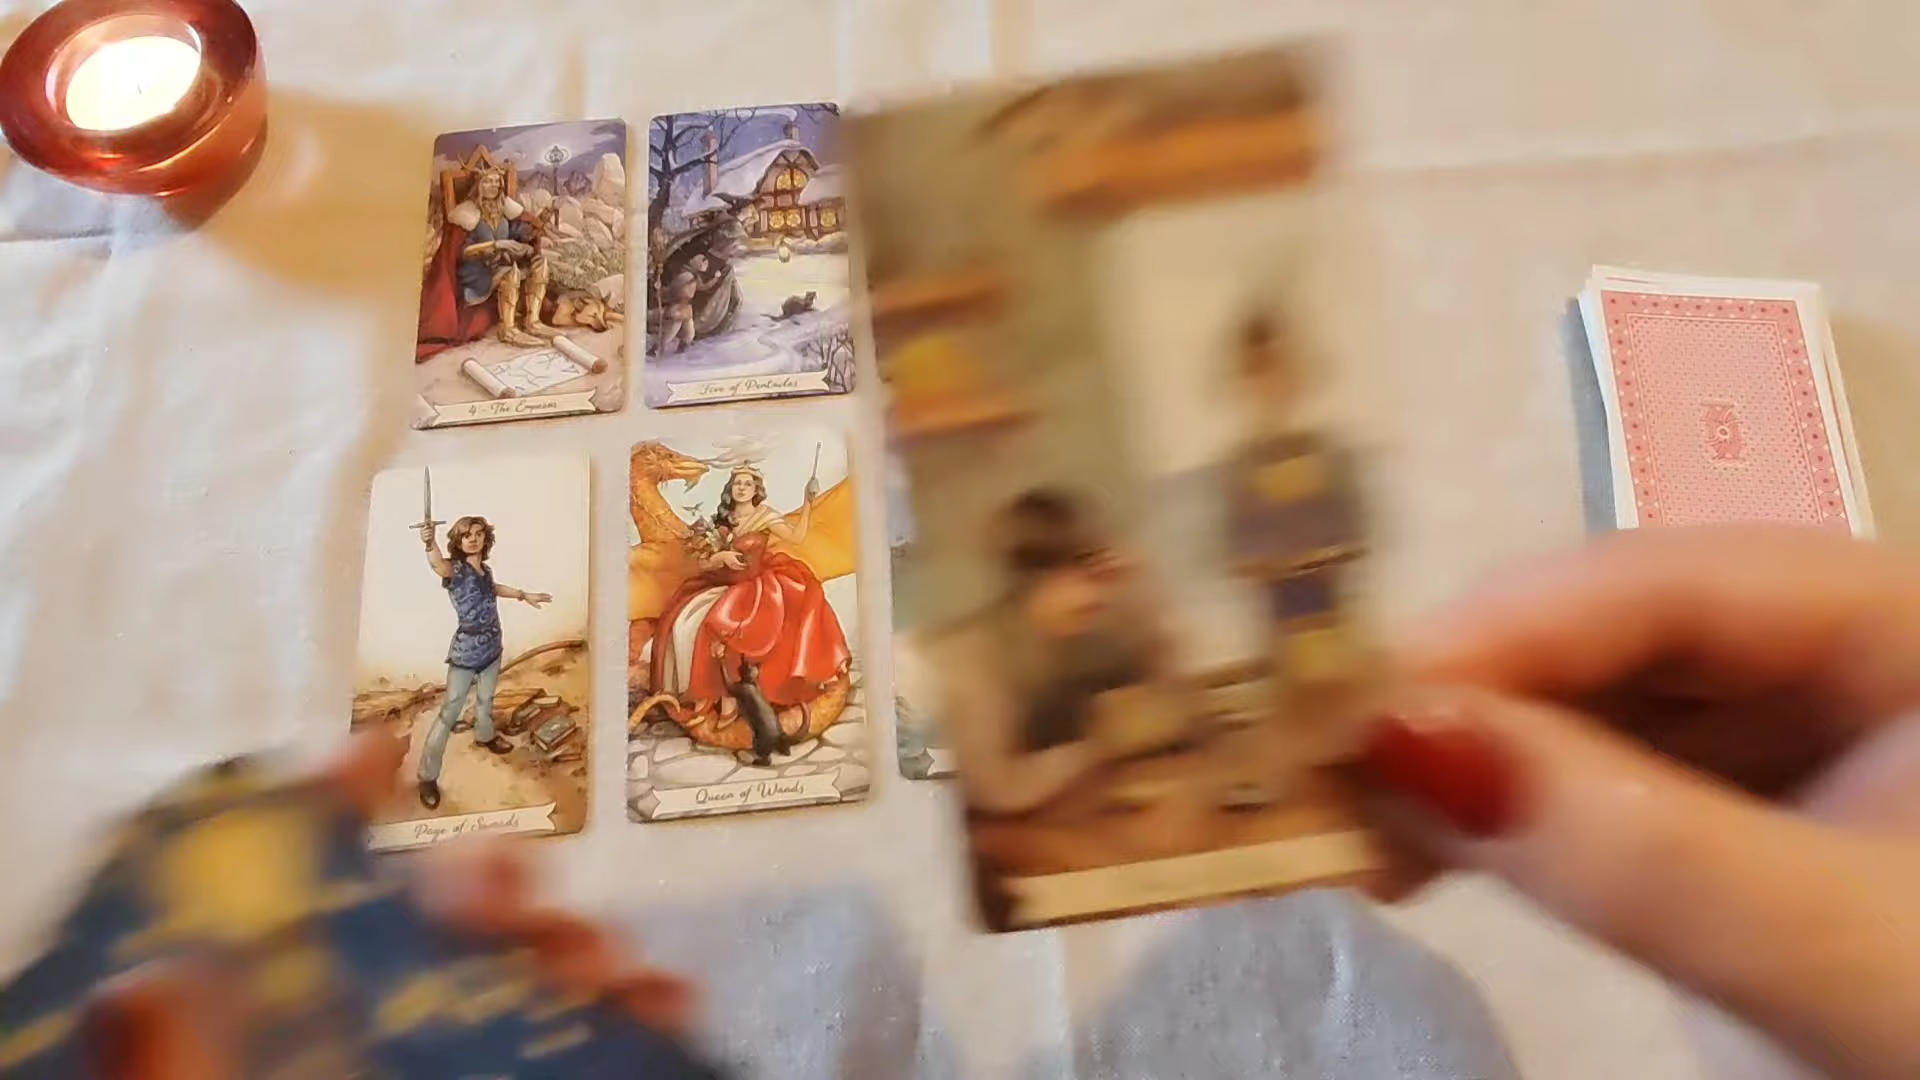 4 - The Emperor
Five of Pentacles
Page of Swords
Queen of Wands